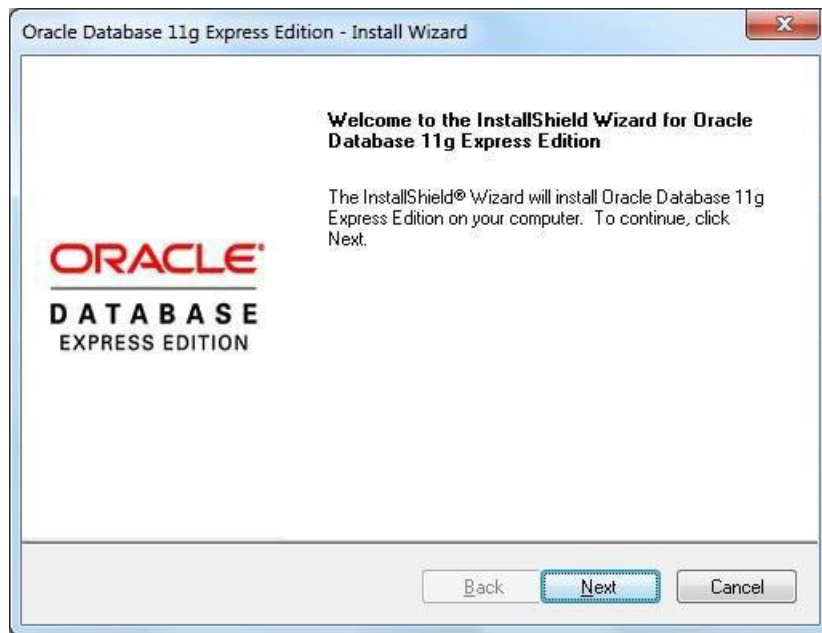 Oracle Database 11g Express Edition - Install Wizard
Welcome to the InstallShield Wizard for Oracle
Database 11g Express Edition
The InstallShield® Wizard will install Oracle Database 11g
Express Edition on your computer. To continue, click
Next.
ORACLE®
DATABASE
EXPRESS EDITION
Back
Next
Cancel